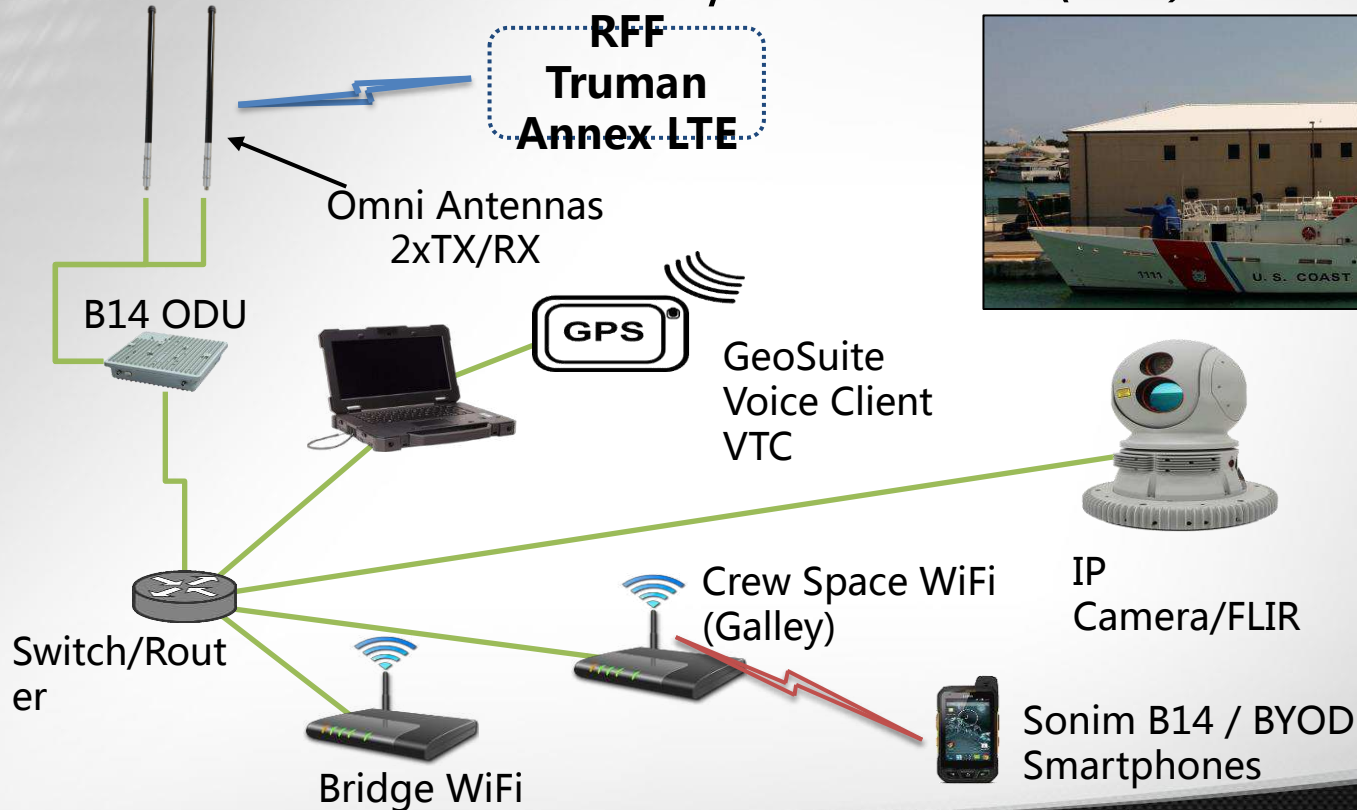 RFF
Truman
Annex LTE
Omni Antennas
2xTX/RX
B14 ODU
GPS
GeoSuite
Voice Client
VTC
1111
U. S. COAST
IP
Camera/FLIR
Crew Space WiFi
(Galley)
Switch/Rout
er
Bridge WiFi
Sonim B14 / BYOD
Smartphones